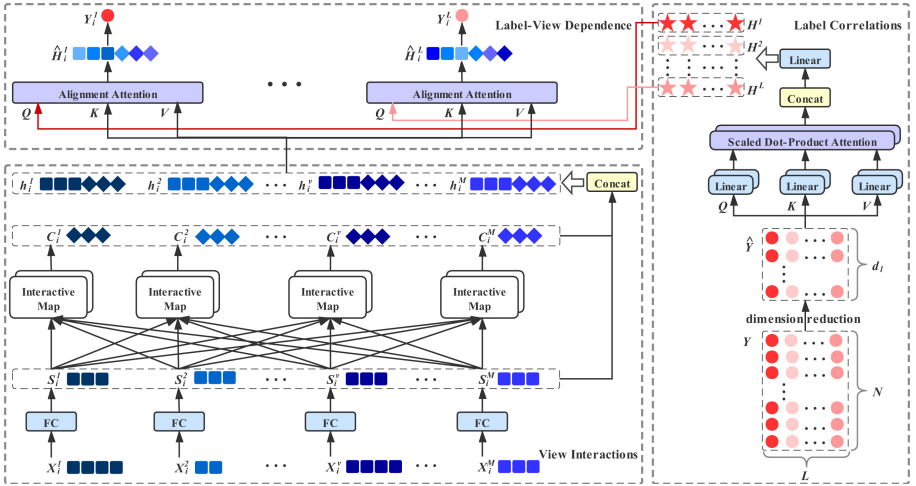 Y_i^1 Y_i^L Label-View Dependence
Ĥ_i^1 ... Ĥ_i^L
Alignment Attention ... Alignment Attention
Q K V Q K V
h_i^1 h_i^2 ... h_i^v ... h_i^M Concat
C_i^1 C_i^2 ... C_i^v ... C_i^M
Interactive Map Interactive Map Interactive Map Interactive Map
S_i^1 S_i^2 ... S_i^v ... S_i^M
FC FC FC FC
X_i^1 X_i^2 ... X_i^v ... X_i^M
View Interactions
Label Correlations
H^1
H^2
H^L
Linear
Concat
Scaled Dot-Product Attention
Linear Linear Linear
Q K V
Ŷ d_l
dimension reduction
Y N
L